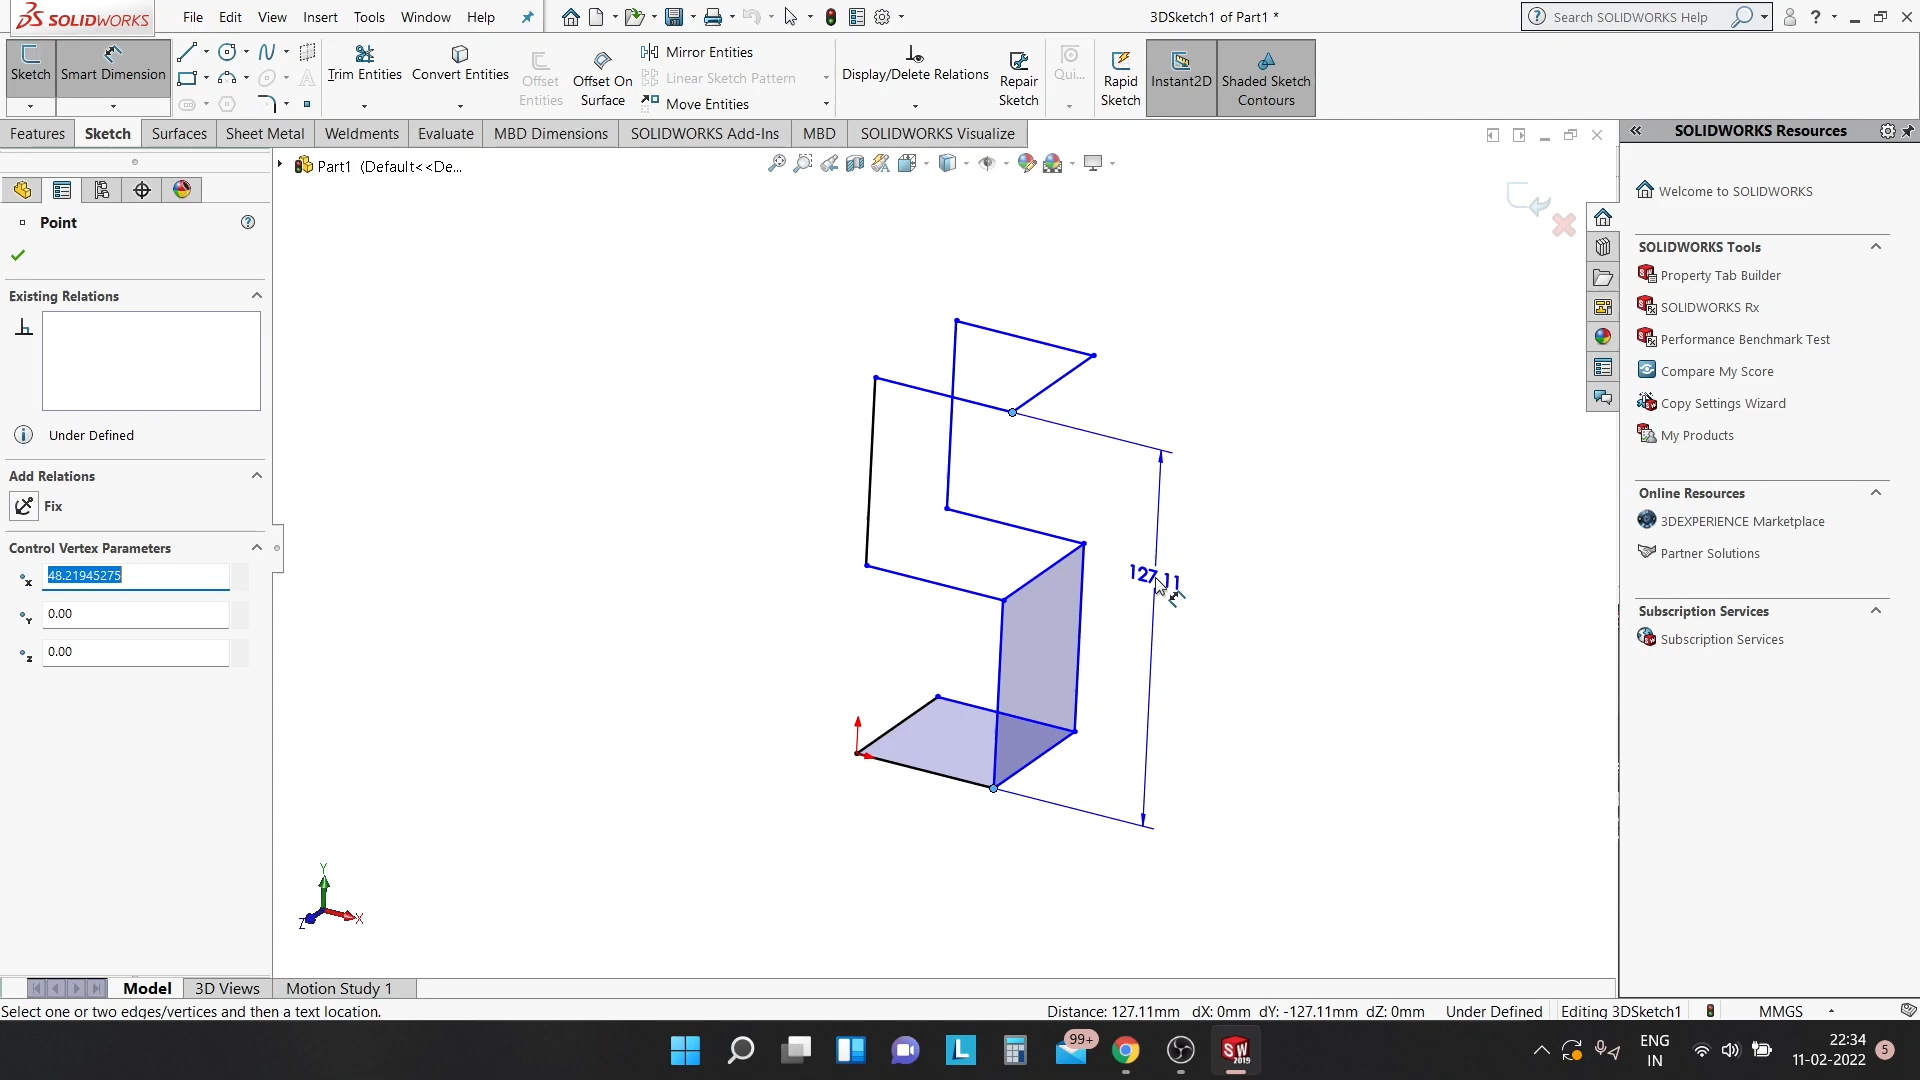 SOLIDWORKS File Edit View Insert Tools Window Help 3DSketch1 of Part1 * Search SOLIDWORKS Help
Sketch Smart Dimension Trim Entities Convert Entities Offset Entities Offset On Surface Mirror Entities Linear Sketch Pattern Move Entities Display/Delete Relations Repair Sketch Qui... Rapid Sketch Instant2D Shaded Sketch Contours
Features Sketch Surfaces Sheet Metal Weldments Evaluate MBD Dimensions SOLIDWORKS Add-Ins MBD SOLIDWORKS Visualize
SOLIDWORKS Resources
Part1 (Default<<De...
Point
Existing Relations
Under Defined
Add Relations
Fix
Control Vertex Parameters
X 48.21945275
Y 0.00
Z 0.00
127.11
Y
X
Z
Welcome to SOLIDWORKS
SOLIDWORKS Tools
Property Tab Builder
SOLIDWORKS Rx
Performance Benchmark Test
Compare My Score
Copy Settings Wizard
My Products
Online Resources
3DEXPERIENCE Marketplace
Partner Solutions
Subscription Services
Subscription Services
Model 3D Views Motion Study 1
Select one or two edges/vertices and then a text location. Distance: 127.11mm dX: 0mm dY: -127.11mm dZ: 0mm Under Defined Editing 3DSketch1 MMGS
L 99+ SW 2019 ENG IN 22:34 11-02-2022 5